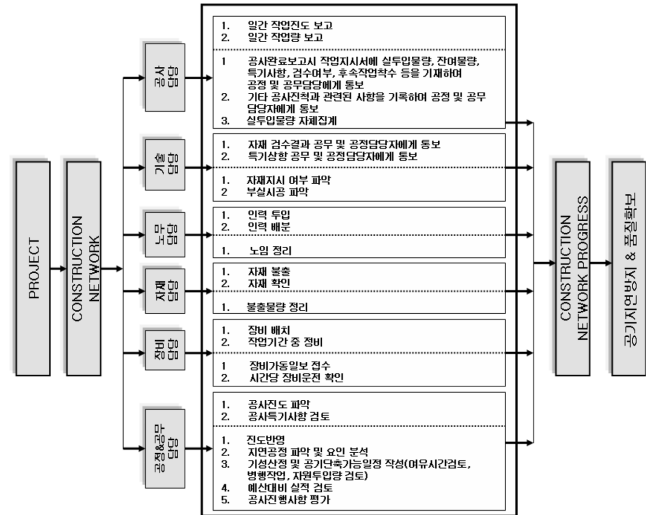 PROJECT
CONSTRUCTION
NETWORK
공사
담당
1. 일간 작업진도 보고
2. 일간 작업량 보고
1 공사완료보고시 작업지시서에 실투입물량, 잔여물량,
특기사항, 검수여부, 후속작업착수 등을 기재하여
공정 및 공무담당에게 통보
2. 기타 공사진척과 관련된 사항을 기록하여 공정 및 공무
담당자에게 통보
3. 실투입물량 자체집계
기술
담당
1. 자재 검수결과 공무 및 공정담당자에게 통보
2. 특기상항 공무 및 공정담당자에게 통보
1. 자재지시 여부 파악
2 부실시공 파악
노무
담당
1. 인력 투입
2. 인력 배분
1. 노임 정리
자재
담당
1. 자재 불출
2. 자재 확인
1. 불출물량 정리
장비
담당
1. 장비 배치
2. 작업기간 중 정비
1 장비가동일보 접수
2. 시간당 장비운전 확인
공정&공무
담당
1. 공사진도 파악
2. 공사특기사항 검토
1. 진도반영
2. 지연공정 파악 및 요인 분석
3. 기성산정 및 공기단축가능일정 작성(여유시간검토,
병행작업, 자원투입량 검토)
4. 예산대비 실적 검토
5. 공사진행사항 평가
CONSTRUCTION
NETWORK PROGRESS
공기지연방지 & 품질확보